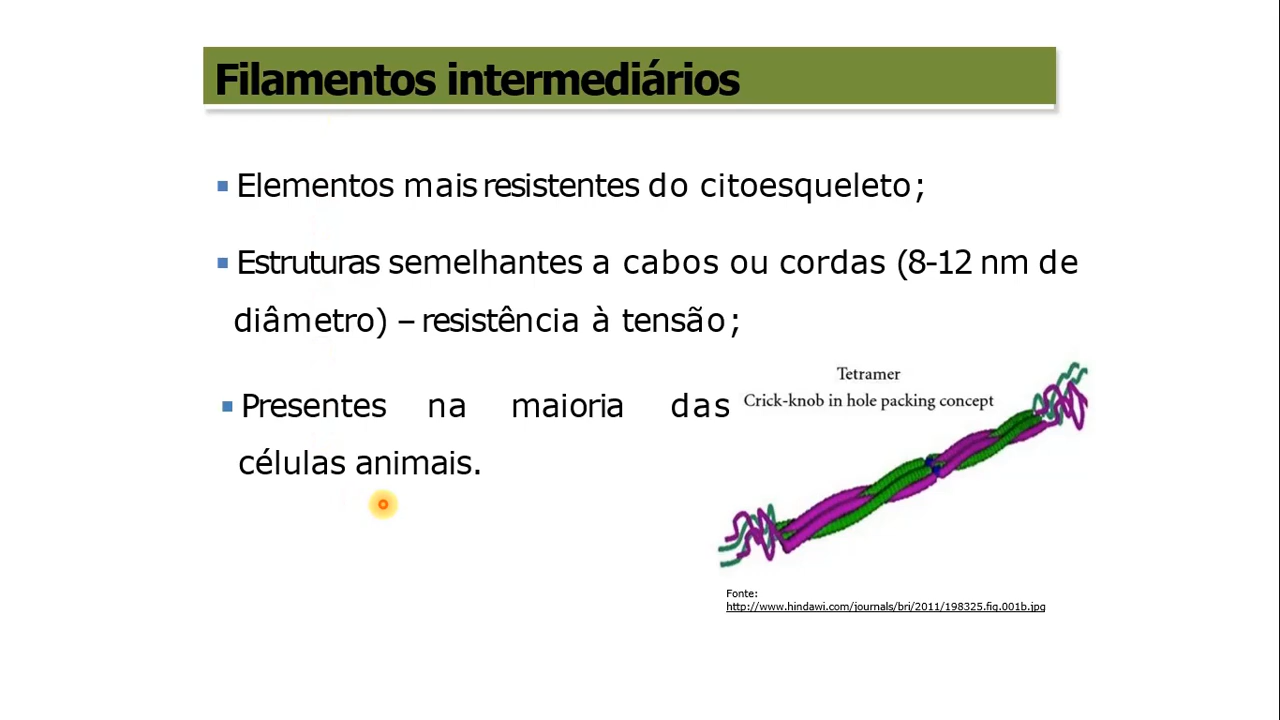 Filamentos intermediários
Elementos mais resistentes do citoesqueleto;
Estruturas semelhantes a cabos ou cordas (8-12 nm de
diâmetro) – resistência à tensão;
Presentes na maioria das
células animais.
Tetramer
Crick-knob in hole packing concept
Fonte:
http://www.hindawi.com/journals/bri/2011/198325.fig.001b.jpg